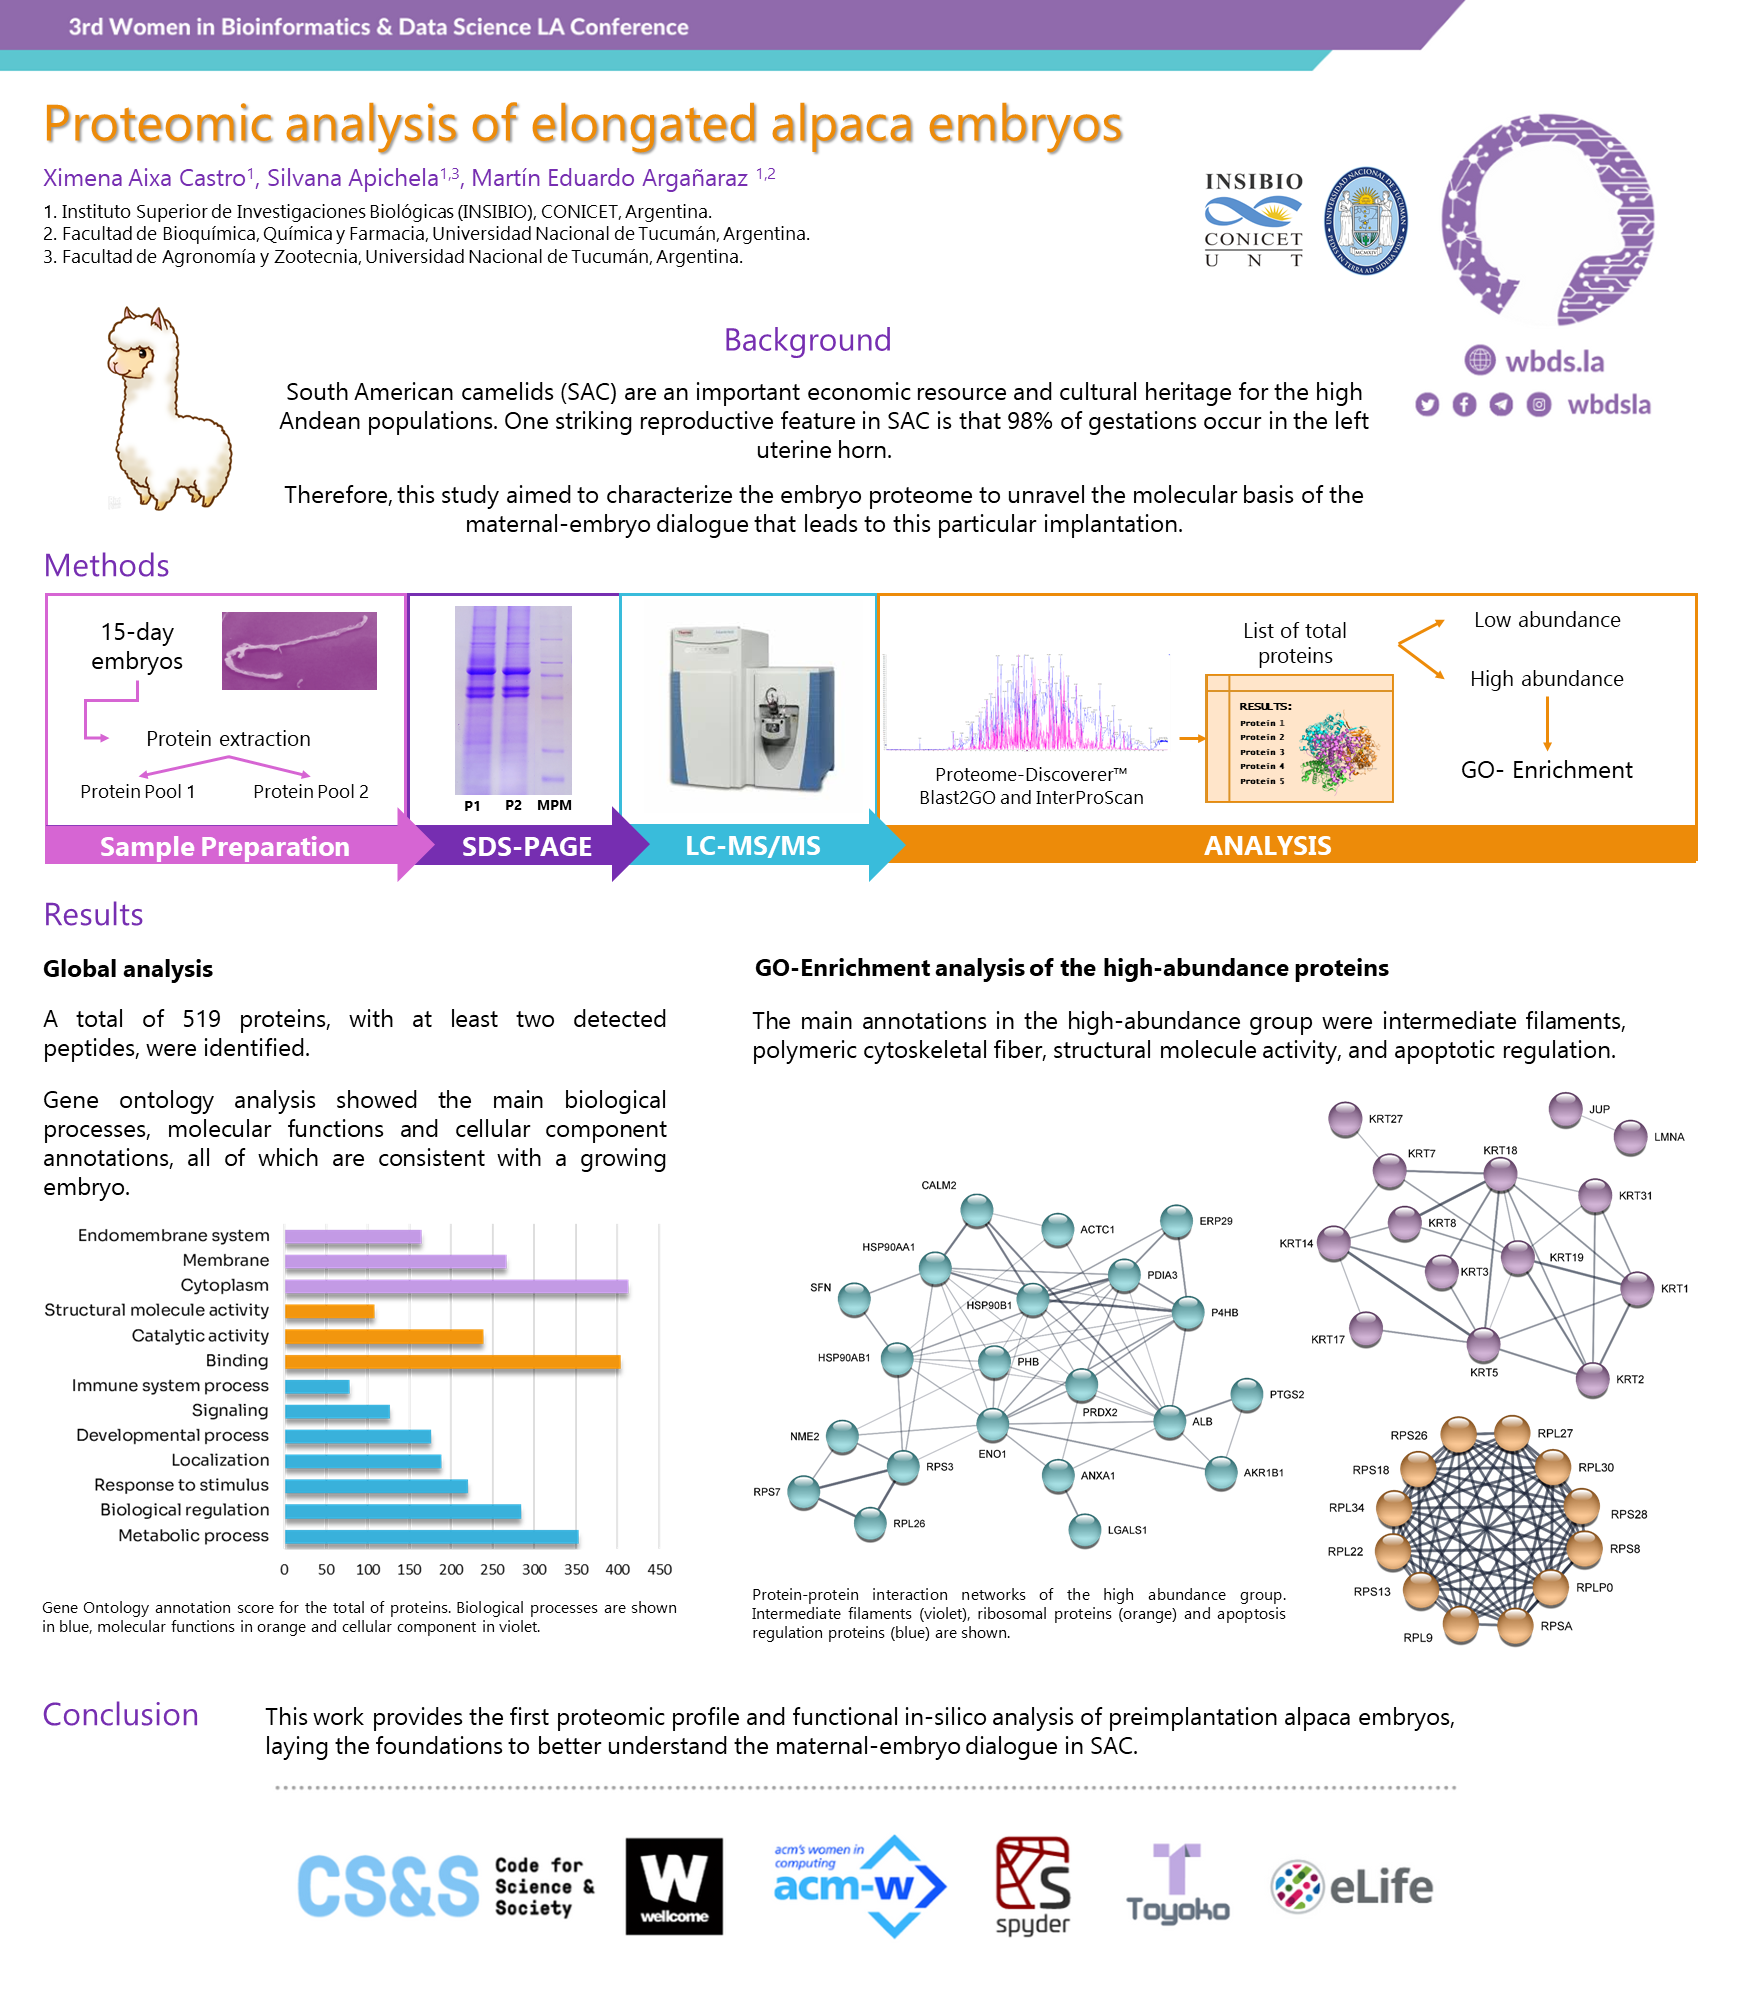 3rd Women in Bioinformatics & Data Science LA Conference
Proteomic analysis of elongated alpaca embryos
Ximena Aixa Castro1, Silvana Apichela1,3, Martín Eduardo Argañaraz 1,2
1. Instituto Superior de Investigaciones Biológicas (INSIBIO), CONICET, Argentina.
2. Facultad de Bioquímica, Química y Farmacia, Universidad Nacional de Tucumán, Argentina.
3. Facultad de Agronomía y Zootecnia, Universidad Nacional de Tucumán, Argentina.
INSIBIO
CONICET
U N T
UNIVERSIDAD NACIONAL DE TUCUMÁN
PEDES IN TERRA AD SIDERA VISUS
wbds.la
wbdsla
Background
South American camelids (SAC) are an important economic resource and cultural heritage for the high
Andean populations. One striking reproductive feature in SAC is that 98% of gestations occur in the left
uterine horn.
Therefore, this study aimed to characterize the embryo proteome to unravel the molecular basis of the
maternal-embryo dialogue that leads to this particular implantation.
Methods
15-day
embryos
Protein extraction
Protein Pool 1
Protein Pool 2
Sample Preparation
P1 P2 MPM
SDS-PAGE
LC-MS/MS
Proteome-Discoverer™
Blast2GO and InterProScan
List of total
proteins
RESULTS:
Protein 1
Protein 2
Protein 3
Protein 4
Protein 5
Low abundance
High abundance
GO- Enrichment
ANALYSIS
Results
Global analysis
A total of 519 proteins, with at least two detected
peptides, were identified.
Gene ontology analysis showed the main biological
processes, molecular functions and cellular component
annotations, all of which are consistent with a growing
embryo.
Endomembrane system
Membrane
Cytoplasm
Structural molecule activity
Catalytic activity
Binding
Immune system process
Signaling
Developmental process
Localization
Response to stimulus
Biological regulation
Metabolic process
0 50 100 150 200 250 300 350 400 450
Gene Ontology annotation score for the total of proteins. Biological processes are shown
in blue, molecular functions in orange and cellular component in violet.
GO-Enrichment analysis of the high-abundance proteins
The main annotations in the high-abundance group were intermediate filaments,
polymeric cytoskeletal fiber, structural molecule activity, and apoptotic regulation.
CALM2
ACTC1
ERP29
HSP90AA1
PDIA3
SFN
HSP90B1
P4HB
HSP90AB1
PHB
PTGS2
PRDX2
ALB
NME2
ENO1
RPS3
ANXA1
AKR1B1
RPS7
RPL26
LGALS1
KRT27
JUP
LMNA
KRT7
KRT18
KRT31
KRT8
KRT14
KRT19
KRT3
KRT1
KRT17
KRT5
KRT2
RPS26
RPL27
RPS18
RPL30
RPL34
RPS28
RPL22
RPS8
RPS13
RPLP0
RPL9
RPSA
Protein-protein interaction networks of the high abundance group.
Intermediate filaments (violet), ribosomal proteins (orange) and apoptosis
regulation proteins (blue) are shown.
Conclusion
This work provides the first proteomic profile and functional in-silico analysis of preimplantation alpaca embryos,
laying the foundations to better understand the maternal-embryo dialogue in SAC.
CS&S
Code for
Science &
Society
W
wellcome
acm's women in
computing
acm-w
S
spyder
T
Toyoko
eLife